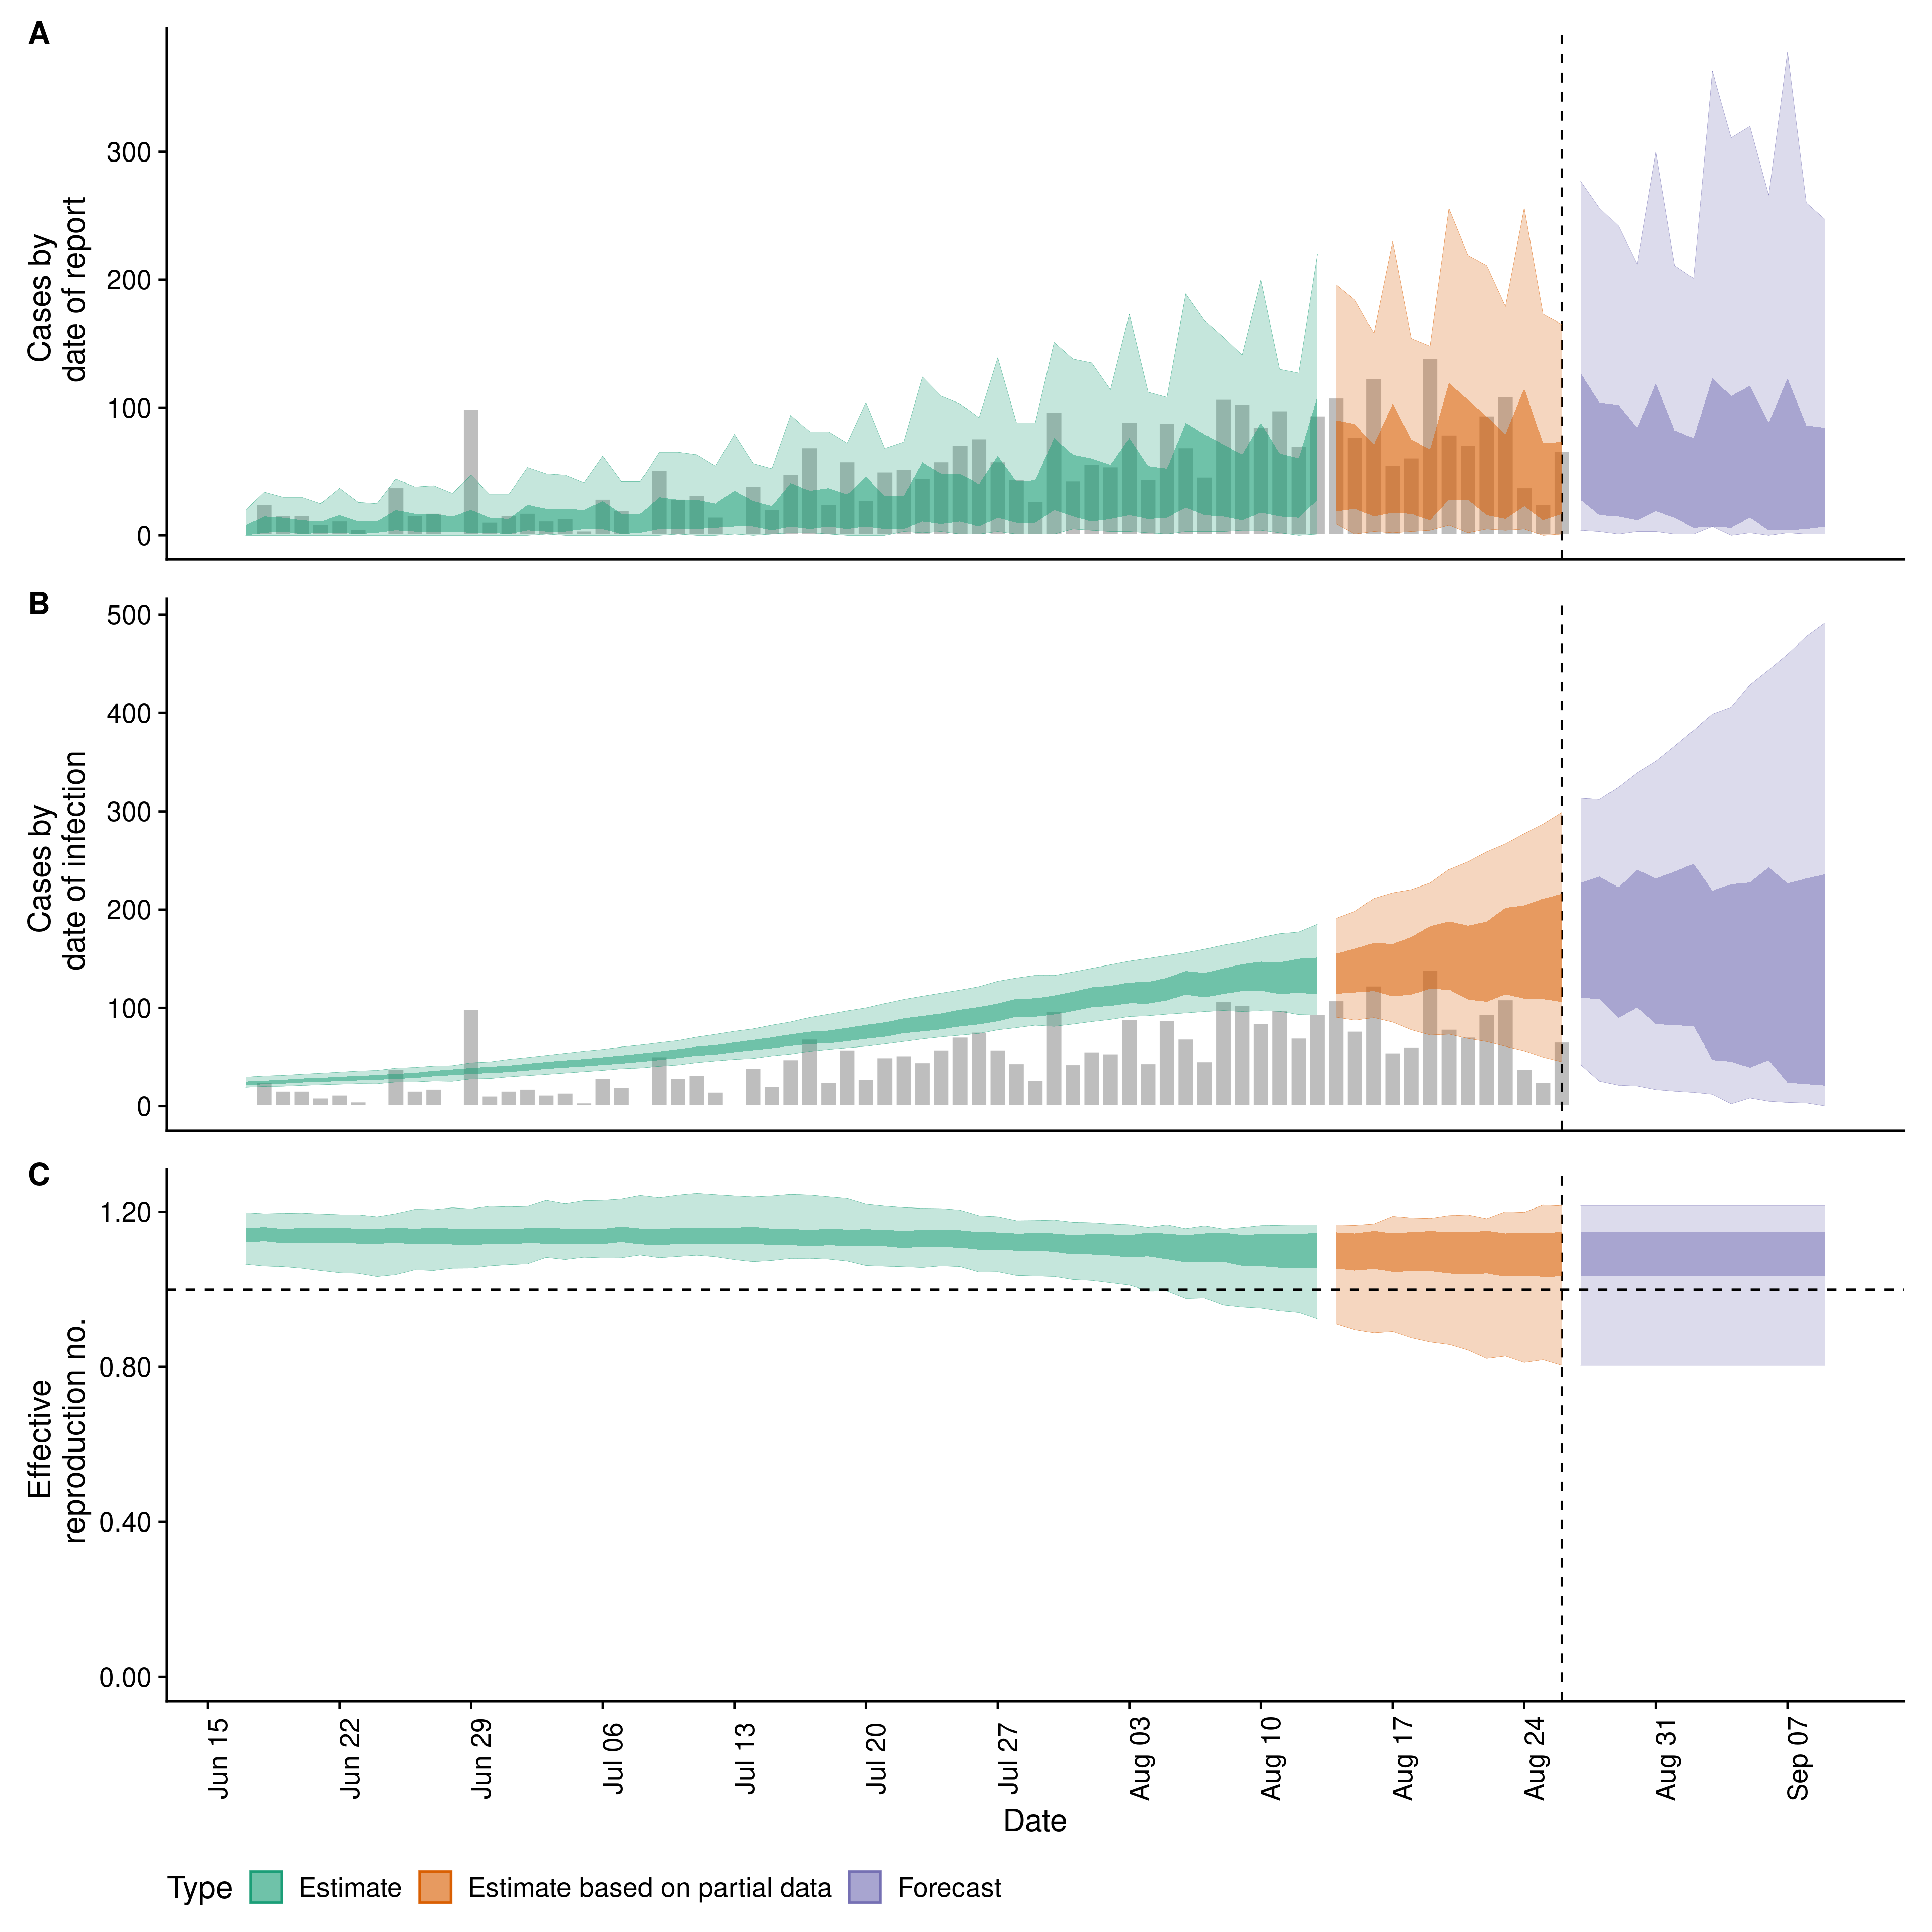 A
300
200
100
0
Cases by
date of report
B
500
400
300
200
100
0
Cases by
date of infection
C
1.20
0.80
0.40
0.00
Effective
reproduction no.
Jun 15
Jun 22
Jun 29
Jul 06
Jul 13
Jul 20
Jul 27
Aug 03
Aug 10
Aug 17
Aug 24
Aug 31
Sep 07
Date
Type Estimate Estimate based on partial data Forecast